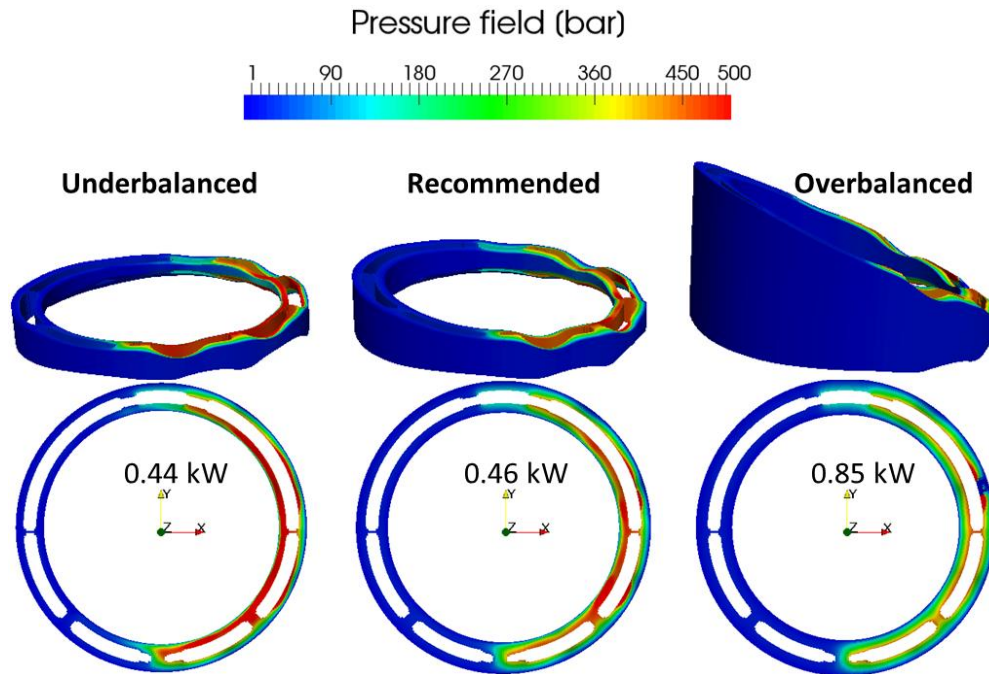 Pressure field (bar)
1 90 180 270 360 450 500
Underbalanced Recommended Overbalanced
0.44 kW 0.46 kW 0.85 kW
Y Y Y
Z X Z X Z X